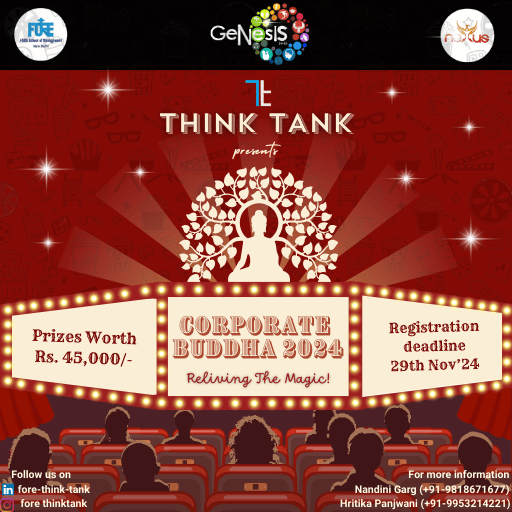 FORE
FORE School of Management
New Delhi
GeNesIS
nexus
THINK TANK
presents
Prizes Worth
Rs. 45,000/-
CORPORATE
BUDDHA 2024
Reliving The Magic!
Registration
deadline
29th Nov'24
Follow us on
fore-think-tank
fore thinktank
For more information
Nandini Garg (+91-9818671677)
Hritika Panjwani (+91-9953214221)